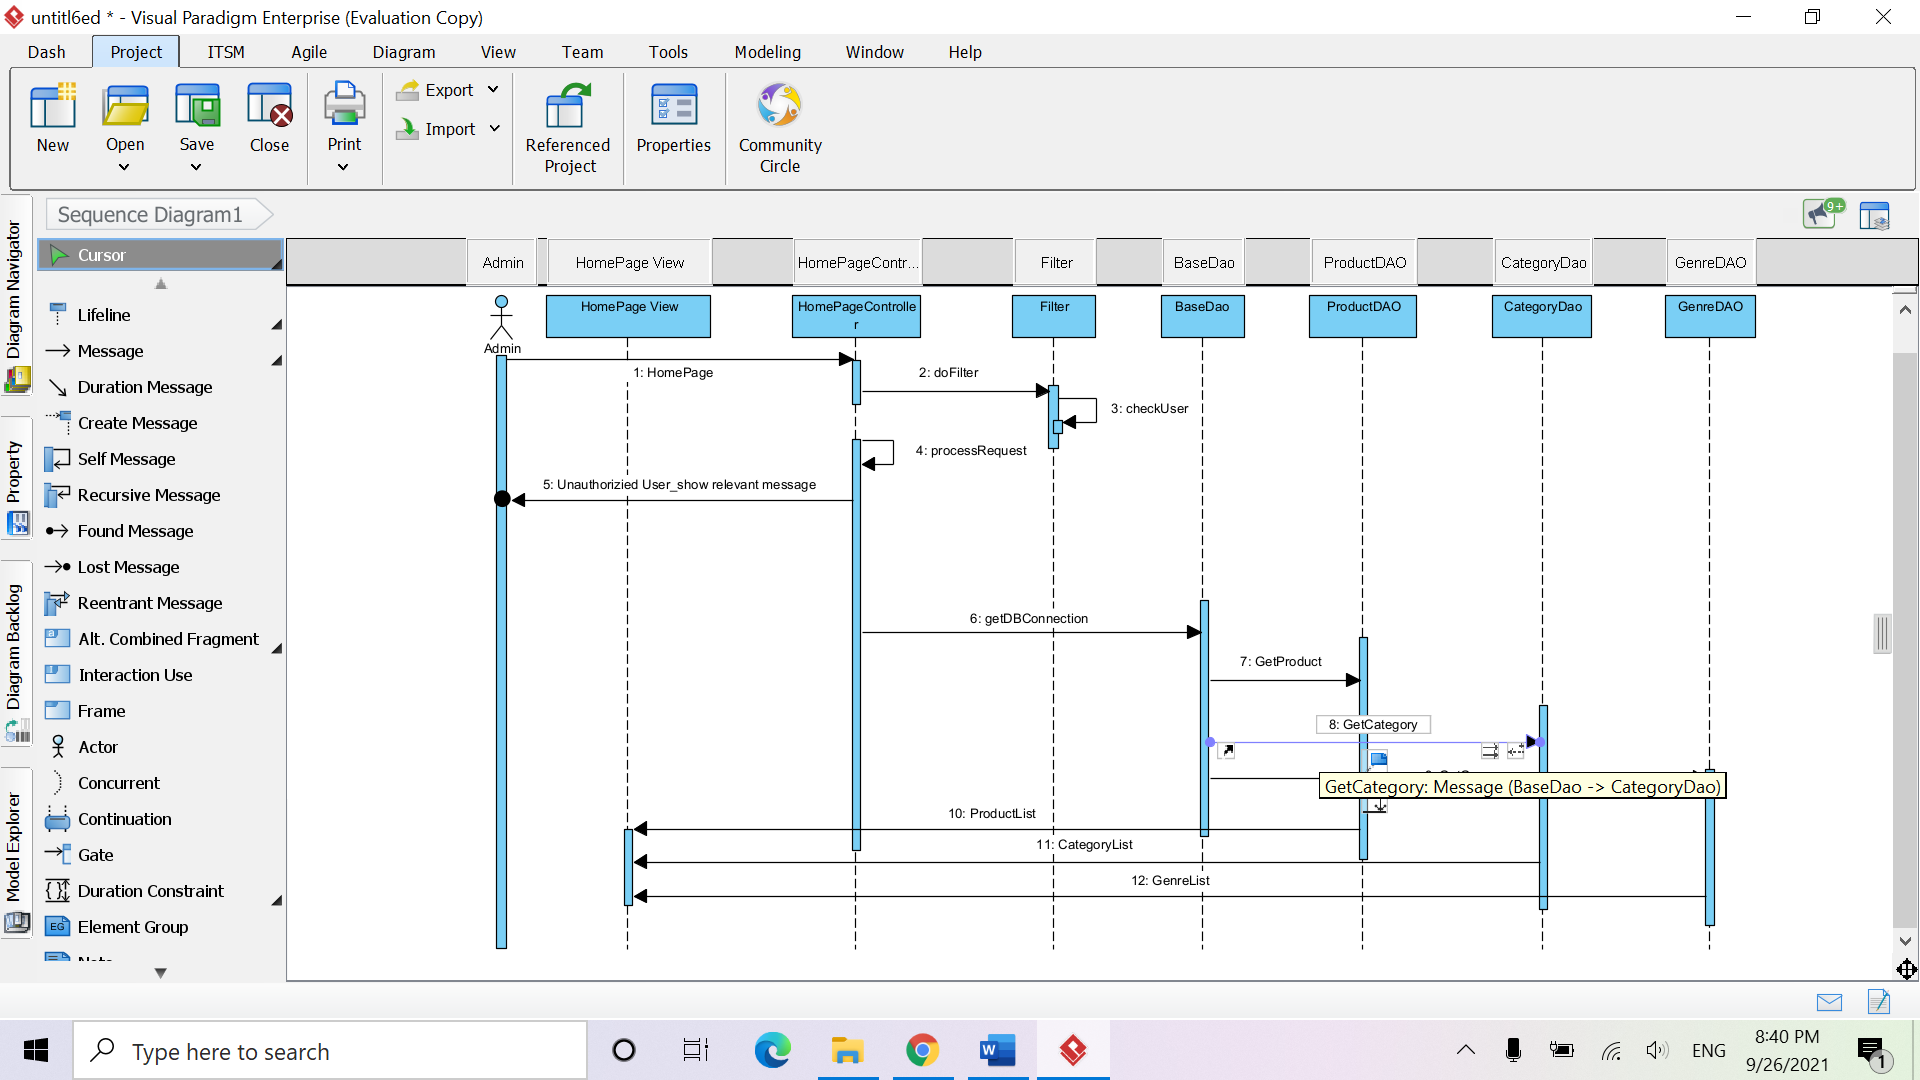 untitl6ed * - Visual Paradigm Enterprise (Evaluation Copy)
Dash Project ITSM Agile Diagram View Team Tools Modeling Window Help
New Open Save Close Print Export Import Referenced Project Properties Community Circle
Sequence Diagram1
9+
Diagram Navigator
Property
Diagram Backlog
Model Explorer
Cursor
Lifeline
Message
Duration Message
Create Message
Self Message
Recursive Message
Found Message
Lost Message
Reentrant Message
Alt. Combined Fragment
Interaction Use
Frame
Actor
Concurrent
Continuation
Gate
Duration Constraint
EG Element Group
Admin HomePage View HomePageContr... Filter BaseDao ProductDAO CategoryDao GenreDAO
HomePage View HomePageControlle
r Filter BaseDao ProductDAO CategoryDao GenreDAO
Admin
1: HomePage
2: doFilter
3: checkUser
4: processRequest
5: Unauthorizied User_show relevant message
6: getDBConnection
7: GetProduct
8: GetCategory
GetCategory: Message (BaseDao -> CategoryDao)
10: ProductList
11: CategoryList
12: GenreList
Type here to search
ENG
8:40 PM
9/26/2021
1